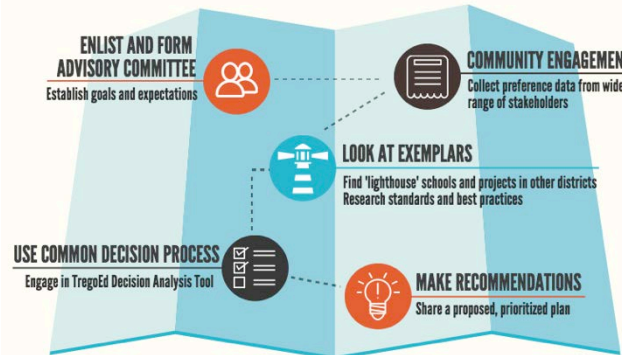 ENLIST AND FORM
ADVISORY COMMITTEE
Establish goals and expectations
COMMUNITY ENGAGEMEN
Collect preference data from wide
range of stakeholders
LOOK AT EXEMPLARS
Find 'lighthouse' schools and projects in other districts
Research standards and best practices
USE COMMON DECISION PROCESS
Engage in TregoEd Decision Analysis Tool
MAKE RECOMMENDATIONS
Share a proposed, prioritized plan